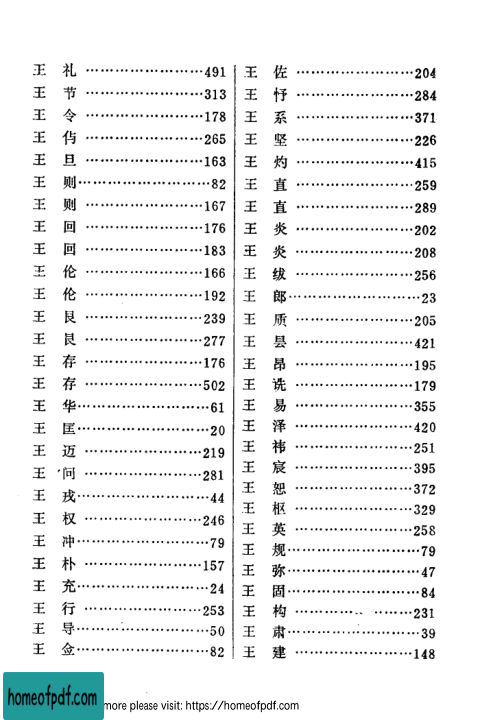 王 礼 ……………………491
王 节 ……………………313
王 令 ……………………178
王 㑇 ……………………265
王 旦 ……………………163
王 则……………………82
王 则 ……………………167
王 回 ……………………176
王 回 ……………………183
王 伦 ……………………166
王 伦 ……………………192
王 艮 ……………………239
王 艮 ……………………277
王 存 ……………………176
王 存 ……………………502
王 华……………………61
王 匡……………………20
王 迈 ……………………219
王 问 ……………………281
王 戎……………………44
王 权 ……………………246
王 冲……………………79
王 朴 ……………………157
王 充……………………24
王 行 ……………………253
王 导……………………50
王 佥……………………82
王 佐 ……………………204
王 忬 ……………………284
王 系 ……………………371
王 坚 ……………………226
王 灼 ……………………415
王 直 ……………………259
王 直 ……………………289
王 炎 ……………………202
王 炎 ……………………208
王 绂 ……………………256
王 郎……………………23
王 质 ……………………205
王 昙 ……………………421
王 昂 ……………………195
王 诜 ……………………179
王 易 ……………………355
王 泽 ……………………420
王 祎 ……………………251
王 宸 ……………………395
王 恕 ……………………372
王 枢 ……………………329
王 英 ……………………258
王 规……………………79
王 弥……………………47
王 固……………………84
王 构 ……………………231
王 肃……………………39
王 建 ……………………148
homeofpdf.com
more please visit: https://homeofpdf.com